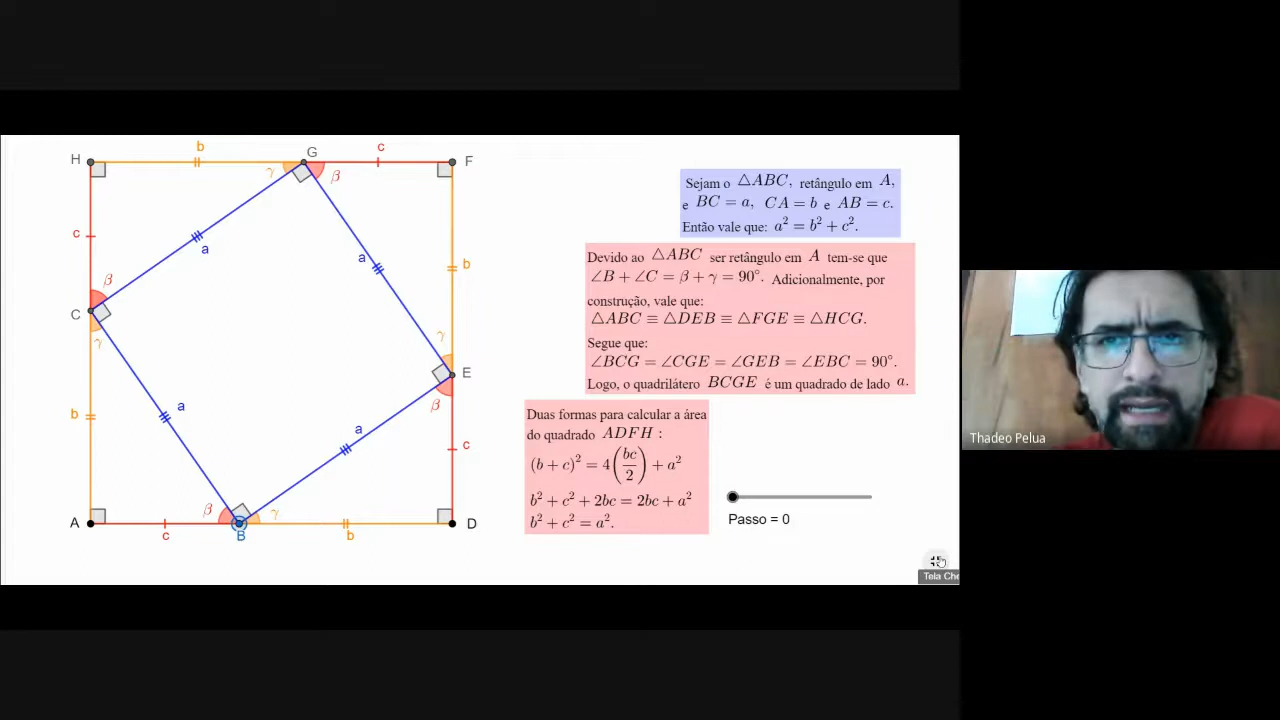 H b G c F
γ β
c a a b
β
C γ γ E
b a a β c
β γ
A c B b D
Sejam o △ABC, retângulo em A,
e BC = a, CA = b e AB = c.
Então vale que: a² = b² + c².
Devido ao △ABC ser retângulo em A tem-se que
∠B + ∠C = β + γ = 90°. Adicionalmente, por
construção, vale que:
△ABC ≡ △DEB ≡ △FGE ≡ △HCG.
Segue que:
∠BCG = ∠CGE = ∠GEB = ∠EBC = 90°.
Logo, o quadrilátero BCGE é um quadrado de lado a.
Duas formas para calcular a área
do quadrado ADFH :
(b + c)² = 4(bc/2) + a²
b² + c² + 2bc = 2bc + a²
b² + c² = a².
Passo = 0
Tela Che
Thadeo Pelua